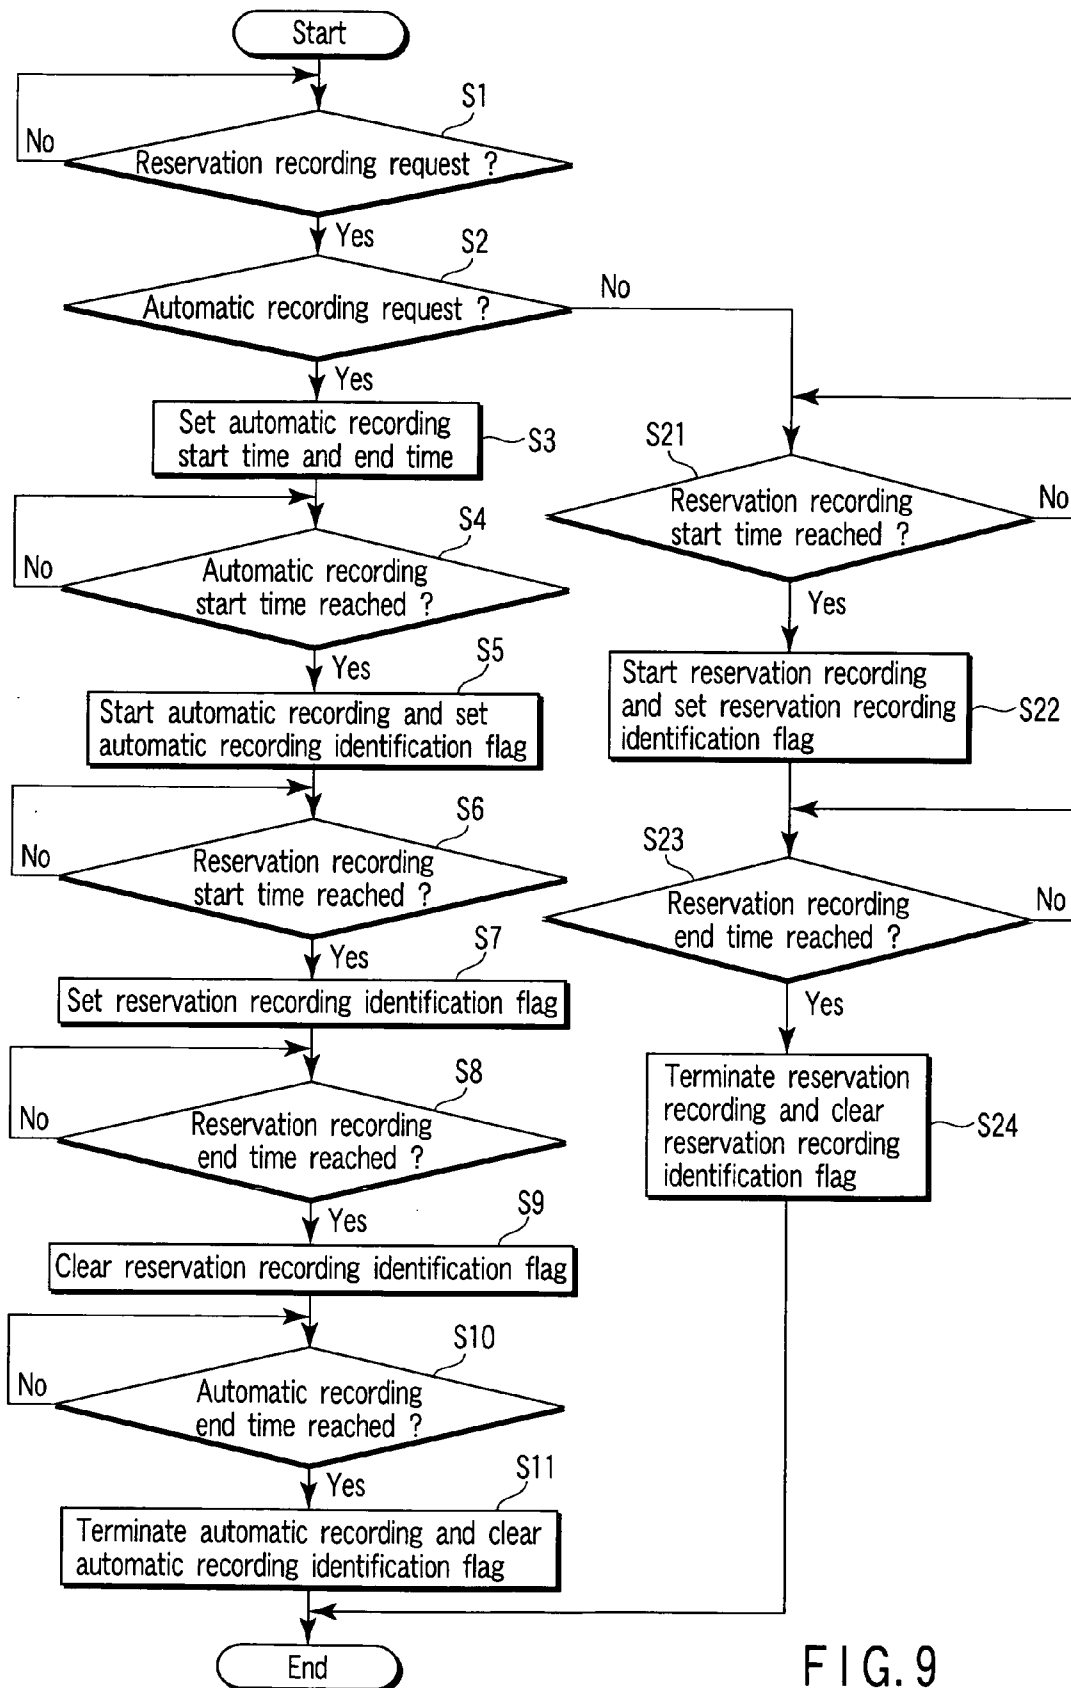 Start
S1
No
Reservation recording request ?
Yes
S2
Automatic recording request ?
No
Yes
Set automatic recording
start time and end time
S3
S4
No
Automatic recording
start time reached ?
Yes
S5
Start automatic recording and set
automatic recording identification flag
S6
No
Reservation recording
start time reached ?
Yes
S7
Set reservation recording identification flag
S8
No
Reservation recording
end time reached ?
Yes
S9
Clear reservation recording identification flag
S10
No
Automatic recording
end time reached ?
Yes
S11
Terminate automatic recording and clear
automatic recording identification flag
End
S21
Reservation recording
start time reached ?
No
Yes
Start reservation recording
and set reservation recording
identification flag
S22
S23
Reservation recording
end time reached ?
No
Yes
Terminate reservation
recording and clear
reservation recording
identification flag
S24
FIG. 9